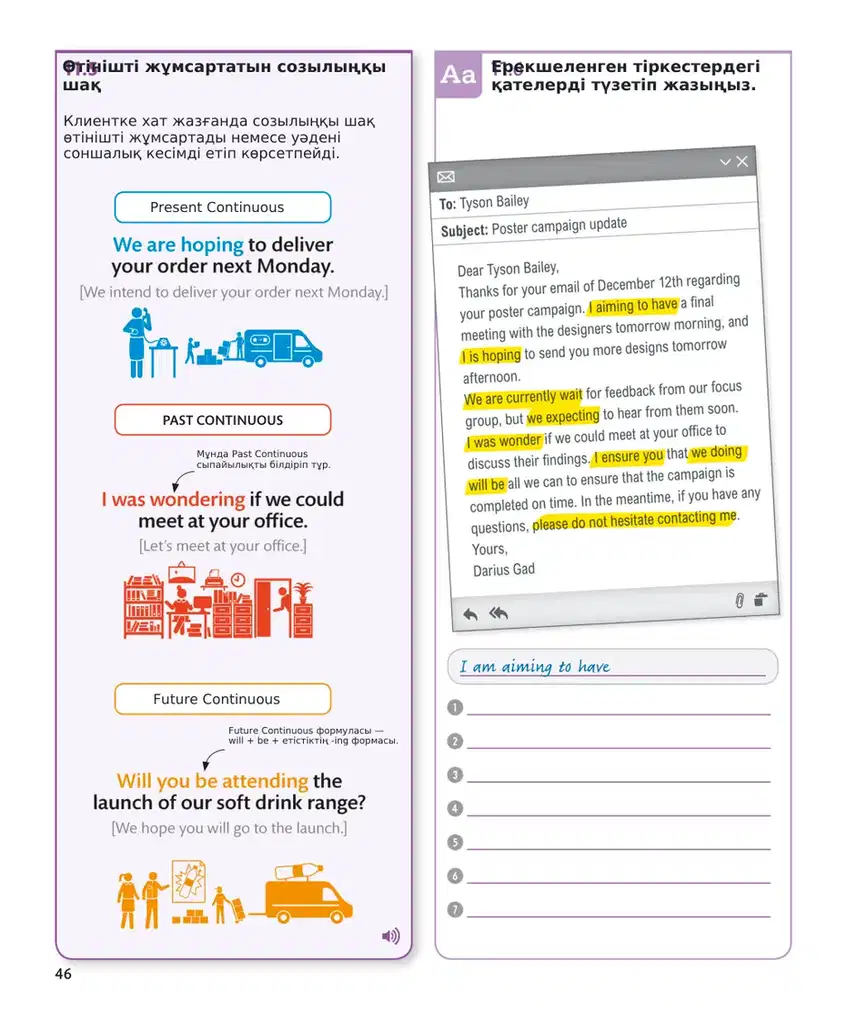 Өтінішті жұмсартатын созылыңқы
шақ
Клиентке хат жазғанда созылыңқы шақ
өтінішті жұмсартады немесе уәдені
соншалық кесімді етіп көрсетпейді.
Present Continuous
We are hoping to deliver
your order next Monday.
[We intend to deliver your order next Monday.]
PAST CONTINUOUS
Мұнда Past Continuous
сыпайылықты білдіріп тұр.
I was wondering if we could
meet at your office.
[Let's meet at your office.]
Future Continuous
Future Continuous формуласы —
will + be + етістіктің -ing формасы.
Will you be attending the
launch of our soft drink range?
[We hope you will go to the launch.]
46
Aa
Ерекшеленген тіркестердегі
қателерді түзетіп жазыңыз.
To: Tyson Bailey
Subject: Poster campaign update
Dear Tyson Bailey,
Thanks for your email of December 12th regarding
your poster campaign. I aiming to have a final
meeting with the designers tomorrow morning, and
I is hoping to send you more designs tomorrow
afternoon.
We are currently wait for feedback from our focus
group, but we expecting to hear from them soon.
I was wonder if we could meet at your office to
discuss their findings. I ensure you that we doing
will be all we can to ensure that the campaign is
completed on time. In the meantime, if you have any
questions, please do not hesitate contacting me.
Yours,
Darius Gad
I am aiming to have
1
2
3
4
5
6
7